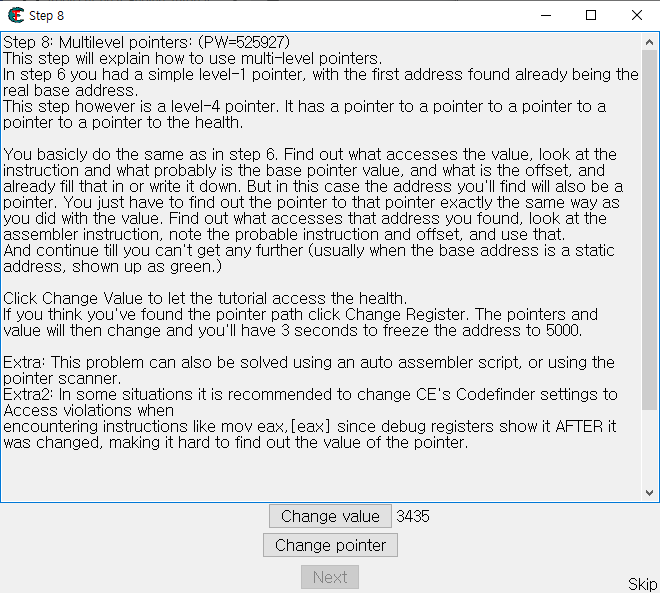 Step 8
Step 8: Multilevel pointers: (PW=525927)
This step will explain how to use multi-level pointers.
In step 6 you had a simple level-1 pointer, with the first address found already being the
real base address.
This step however is a level-4 pointer. It has a pointer to a pointer to a pointer to a
pointer to a pointer to the health.
You basicly do the same as in step 6. Find out what accesses the value, look at the
instruction and what probably is the base pointer value, and what is the offset, and
already fill that in or write it down. But in this case the address you'll find will also be a
pointer. You just have to find out the pointer to that pointer exactly the same way as
you did with the value. Find out what accesses that address you found, look at the
assembler instruction, note the probable instruction and offset, and use that.
And continue till you can't get any further (usually when the base address is a static
address, shown up as green.)
Click Change Value to let the tutorial access the health.
If you think you've found the pointer path click Change Register. The pointers and
value will then change and you'll have 3 seconds to freeze the address to 5000.
Extra: This problem can also be solved using an auto assembler script, or using the
pointer scanner.
Extra2: In some situations it is recommended to change CE's Codefinder settings to
Access violations when
encountering instructions like mov eax,[eax] since debug registers show it AFTER it
was changed, making it hard to find out the value of the pointer.
Change value 3435
Change pointer
Next
Skip